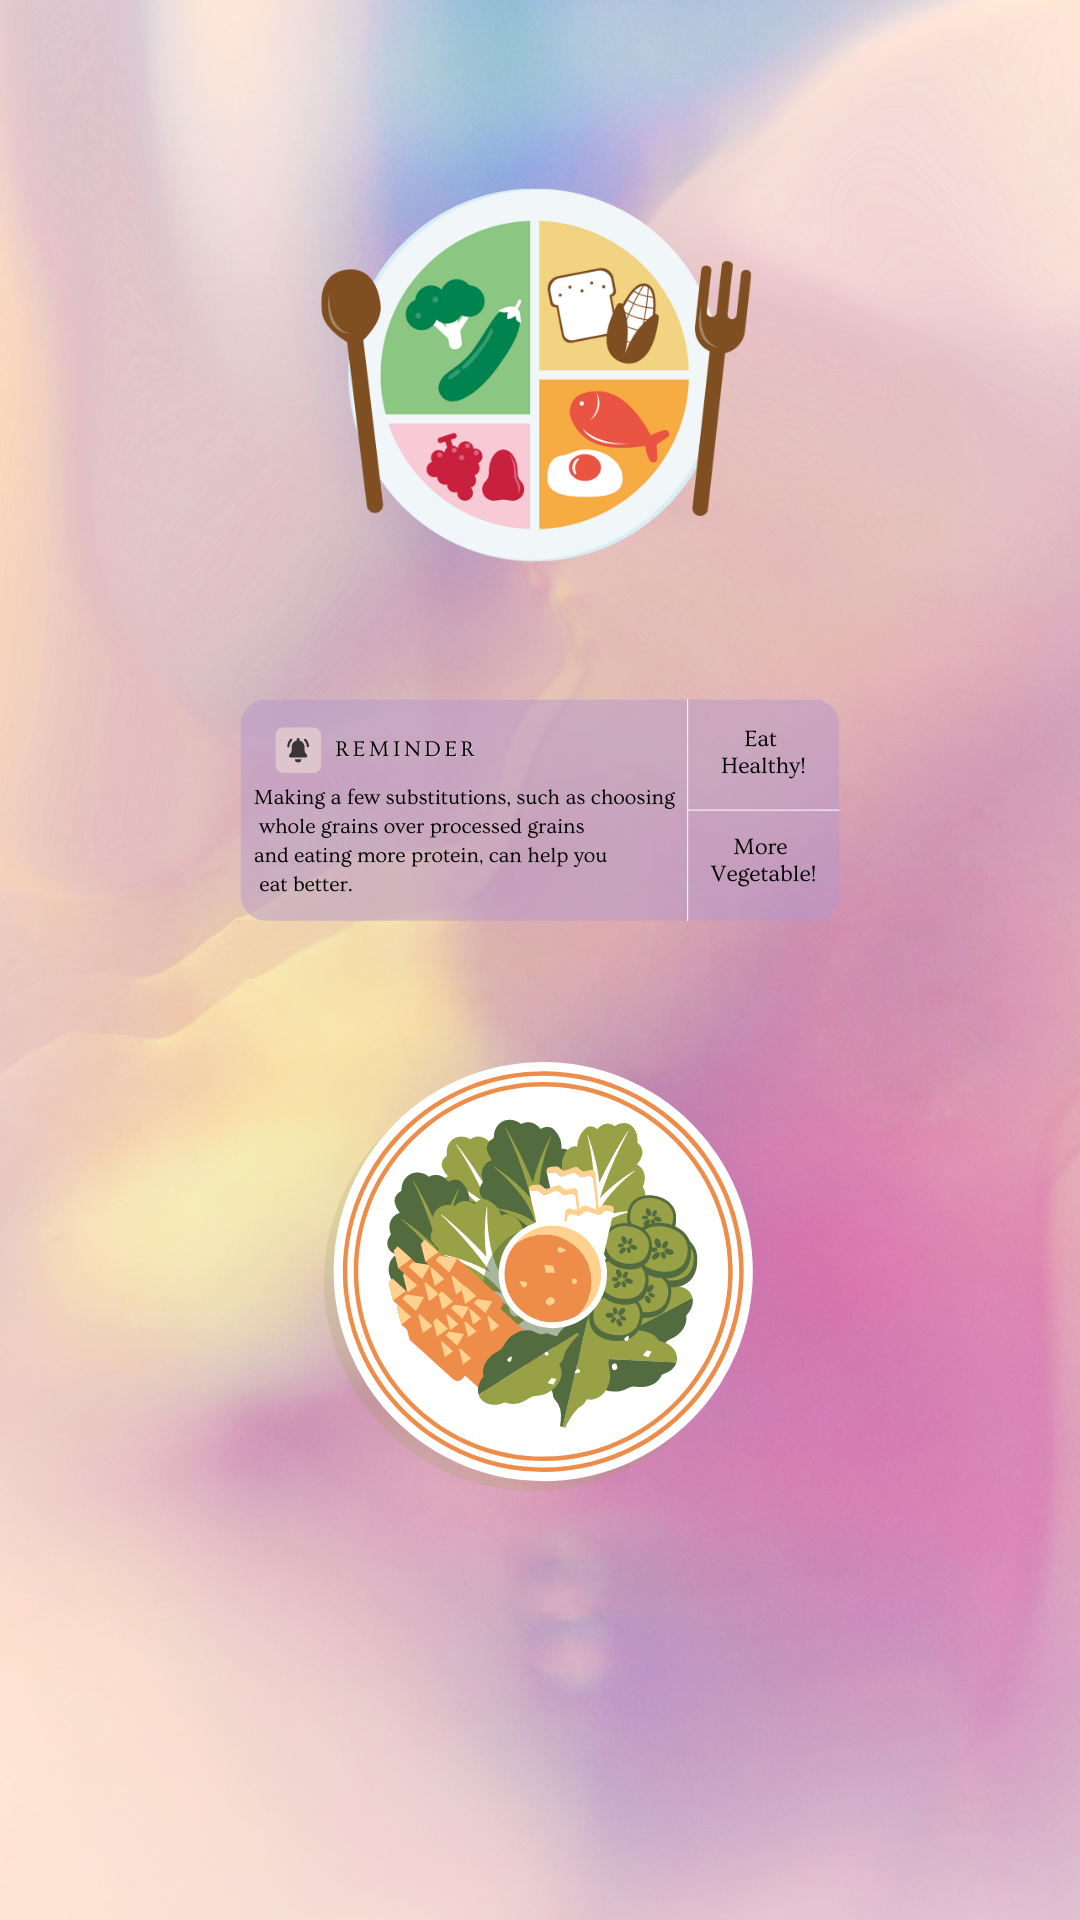 REMINDER
Making a few substitutions, such as choosing
whole grains over processed grains
and eating more protein, can help you
eat better.
Eat
Healthy!
More
Vegetable!